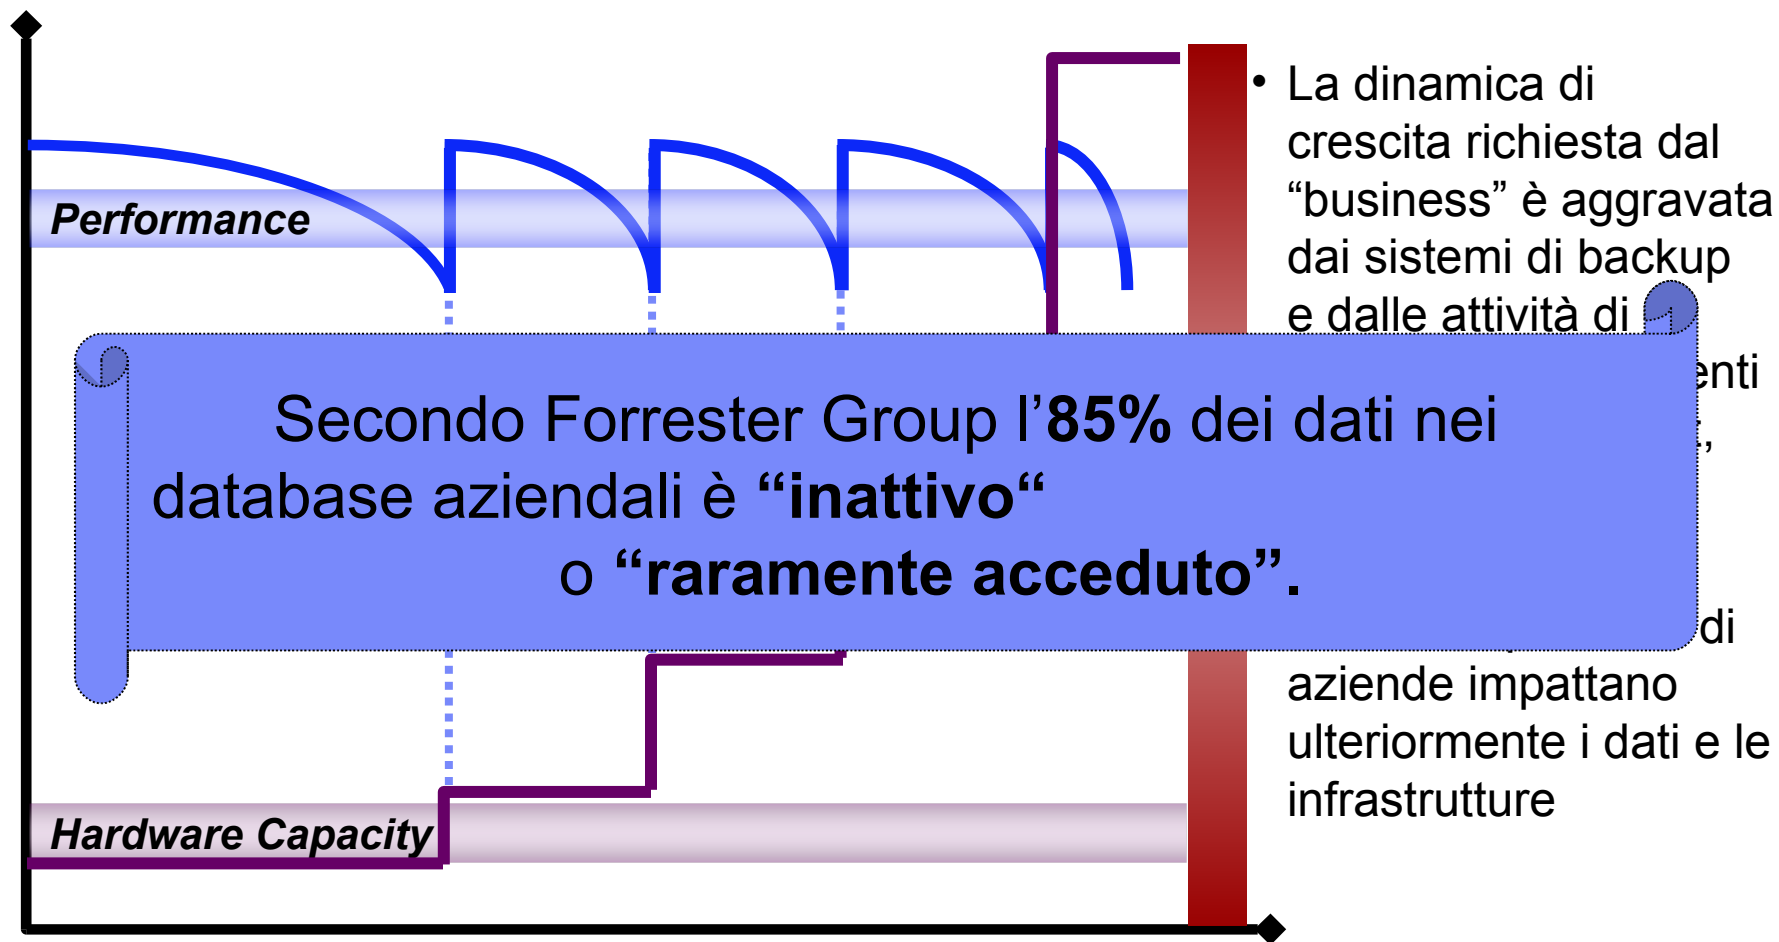 • La dinamica di
crescita richiesta dal
“business” è aggravata
dai sistemi di backup
e dalle attività di
Performance
Secondo Forrester Group l’85% dei dati nei
database aziendali è “inattivo“
o “raramente acceduto”.
di
aziende impattano
ulteriormente i dati e le
infrastrutture
Hardware Capacity